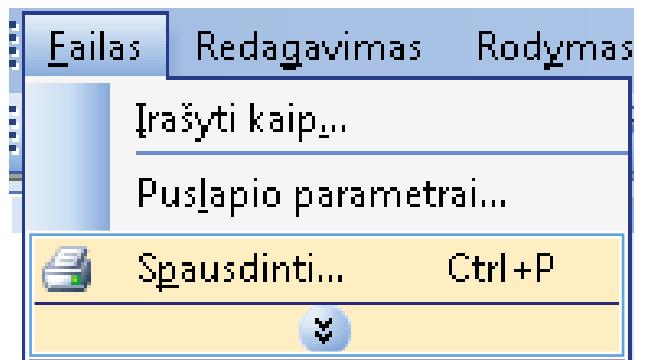 Failas Redagavimas Rodymas
Įrašyti kaip...
Puslapio parametrai...
Spausdinti... Ctrl+P